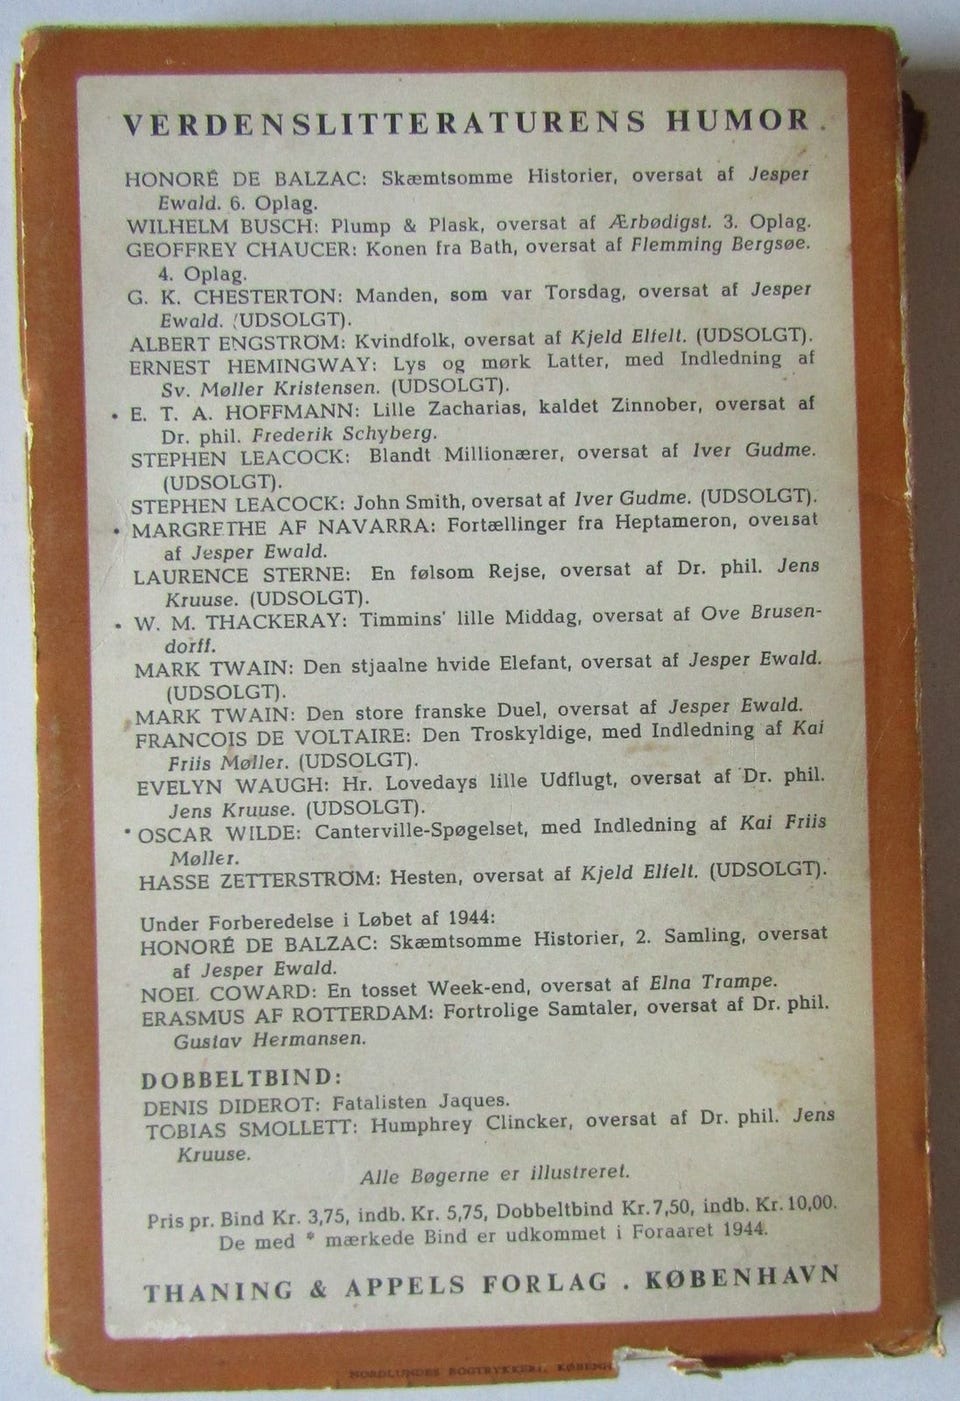 VERDENSLITTERATURENS HUMOR
HONORÉ DE BALZAC: Skæmtsomme Historier, oversat af Jesper
Ewald. 6. Oplag.
WILHELM BUSCH: Plump & Plask, oversat af Ærbødigst. 3. Oplag.
GEOFFREY CHAUCER: Konen fra Bath, oversat af Flemming Bergsøe.
4. Oplag.
G. K. CHESTERTON: Manden, som var Torsdag, oversat af Jesper
Ewald. (UDSOLGT).
ALBERT ENGSTRÖM: Kvindfolk, oversat af Kjeld Elfelt. (UDSOLGT).
ERNEST HEMINGWAY: Lys og mørk Latter, med Indledning af
Sv. Møller Kristensen. (UDSOLGT).
* E. T. A. HOFFMANN: Lille Zacharias, kaldet Zinnober, oversat af
Dr. phil. Frederik Schyberg.
STEPHEN LEACOCK: Blandt Millionærer, oversat af Iver Gudme.
(UDSOLGT).
STEPHEN LEACOCK: John Smith, oversat af Iver Gudme. (UDSOLGT).
* MARGRETHE AF NAVARRA: Fortællinger fra Heptameron, oversat
af Jesper Ewald.
LAURENCE STERNE: En følsom Rejse, oversat af Dr. phil. Jens
Kruuse. (UDSOLGT).
* W. M. THACKERAY: Timmins' lille Middag, oversat af Ove Brusen-
dorff.
MARK TWAIN: Den stjaalne hvide Elefant, oversat af Jesper Ewald.
(UDSOLGT).
MARK TWAIN: Den store franske Duel, oversat af Jesper Ewald.
FRANCOIS DE VOLTAIRE: Den Troskyldige, med Indledning af Kai
Friis Møller. (UDSOLGT).
EVELYN WAUGH: Hr. Lovedays lille Udflugt, oversat af Dr. phil.
Jens Kruuse. (UDSOLGT).
* OSCAR WILDE: Canterville-Spøgelset, med Indledning af Kai Friis
Møller.
HASSE ZETTERSTRÖM: Hesten, oversat af Kjeld Elfelt. (UDSOLGT).
Under Forberedelse i Løbet af 1944:
HONORÉ DE BALZAC: Skæmtsomme Historier, 2. Samling, oversat
af Jesper Ewald.
NOEL COWARD: En tosset Week-end, oversat af Elna Trampe.
ERASMUS AF ROTTERDAM: Fortrolige Samtaler, oversat af Dr. phil.
Gustav Hermansen.
DOBBELTBIND:
DENIS DIDEROT: Fatalisten Jaques.
TOBIAS SMOLLETT: Humphrey Clincker, oversat af Dr. phil. Jens
Kruuse.
Alle Bøgerne er illustreret.
Pris pr. Bind Kr. 3,75, indb. Kr. 5,75, Dobbeltbind Kr. 7,50, indb. Kr. 10,00.
De med * mærkede Bind er udkommet i Foraaret 1944.
THANING & APPELS FORLAG . KØBENHAVN
NORDLUNDES BOGTRYKKERI, KØBENH